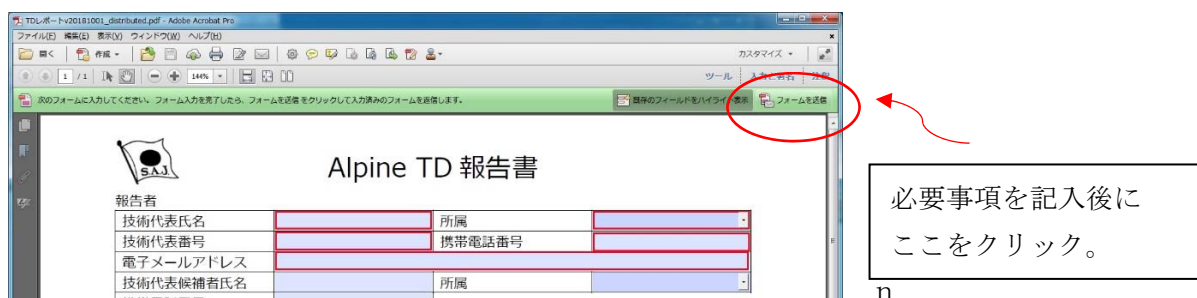 TDレポートv20181001_distributed.pdf - Adobe Acrobat Pro
ファイル(F) 編集(E) 表示(V) ウィンドウ(W) ヘルプ(H)
開く 作成 カスタマイズ
1 / 1 144% ツール 入力と署名 注釈
次のフォームに入力してください。フォーム入力を完了したら、フォームを送信 をクリックして入力済みのフォームを返信します。
既存のフィールドをハイライト表示 フォームを送信
S.A.J.
Alpine TD 報告書
報告者
技術代表氏名 所属
技術代表番号 携帯電話番号
電子メールアドレス
技術代表候補者氏名 所属
必要事項を記入後に
ここをクリック。
n